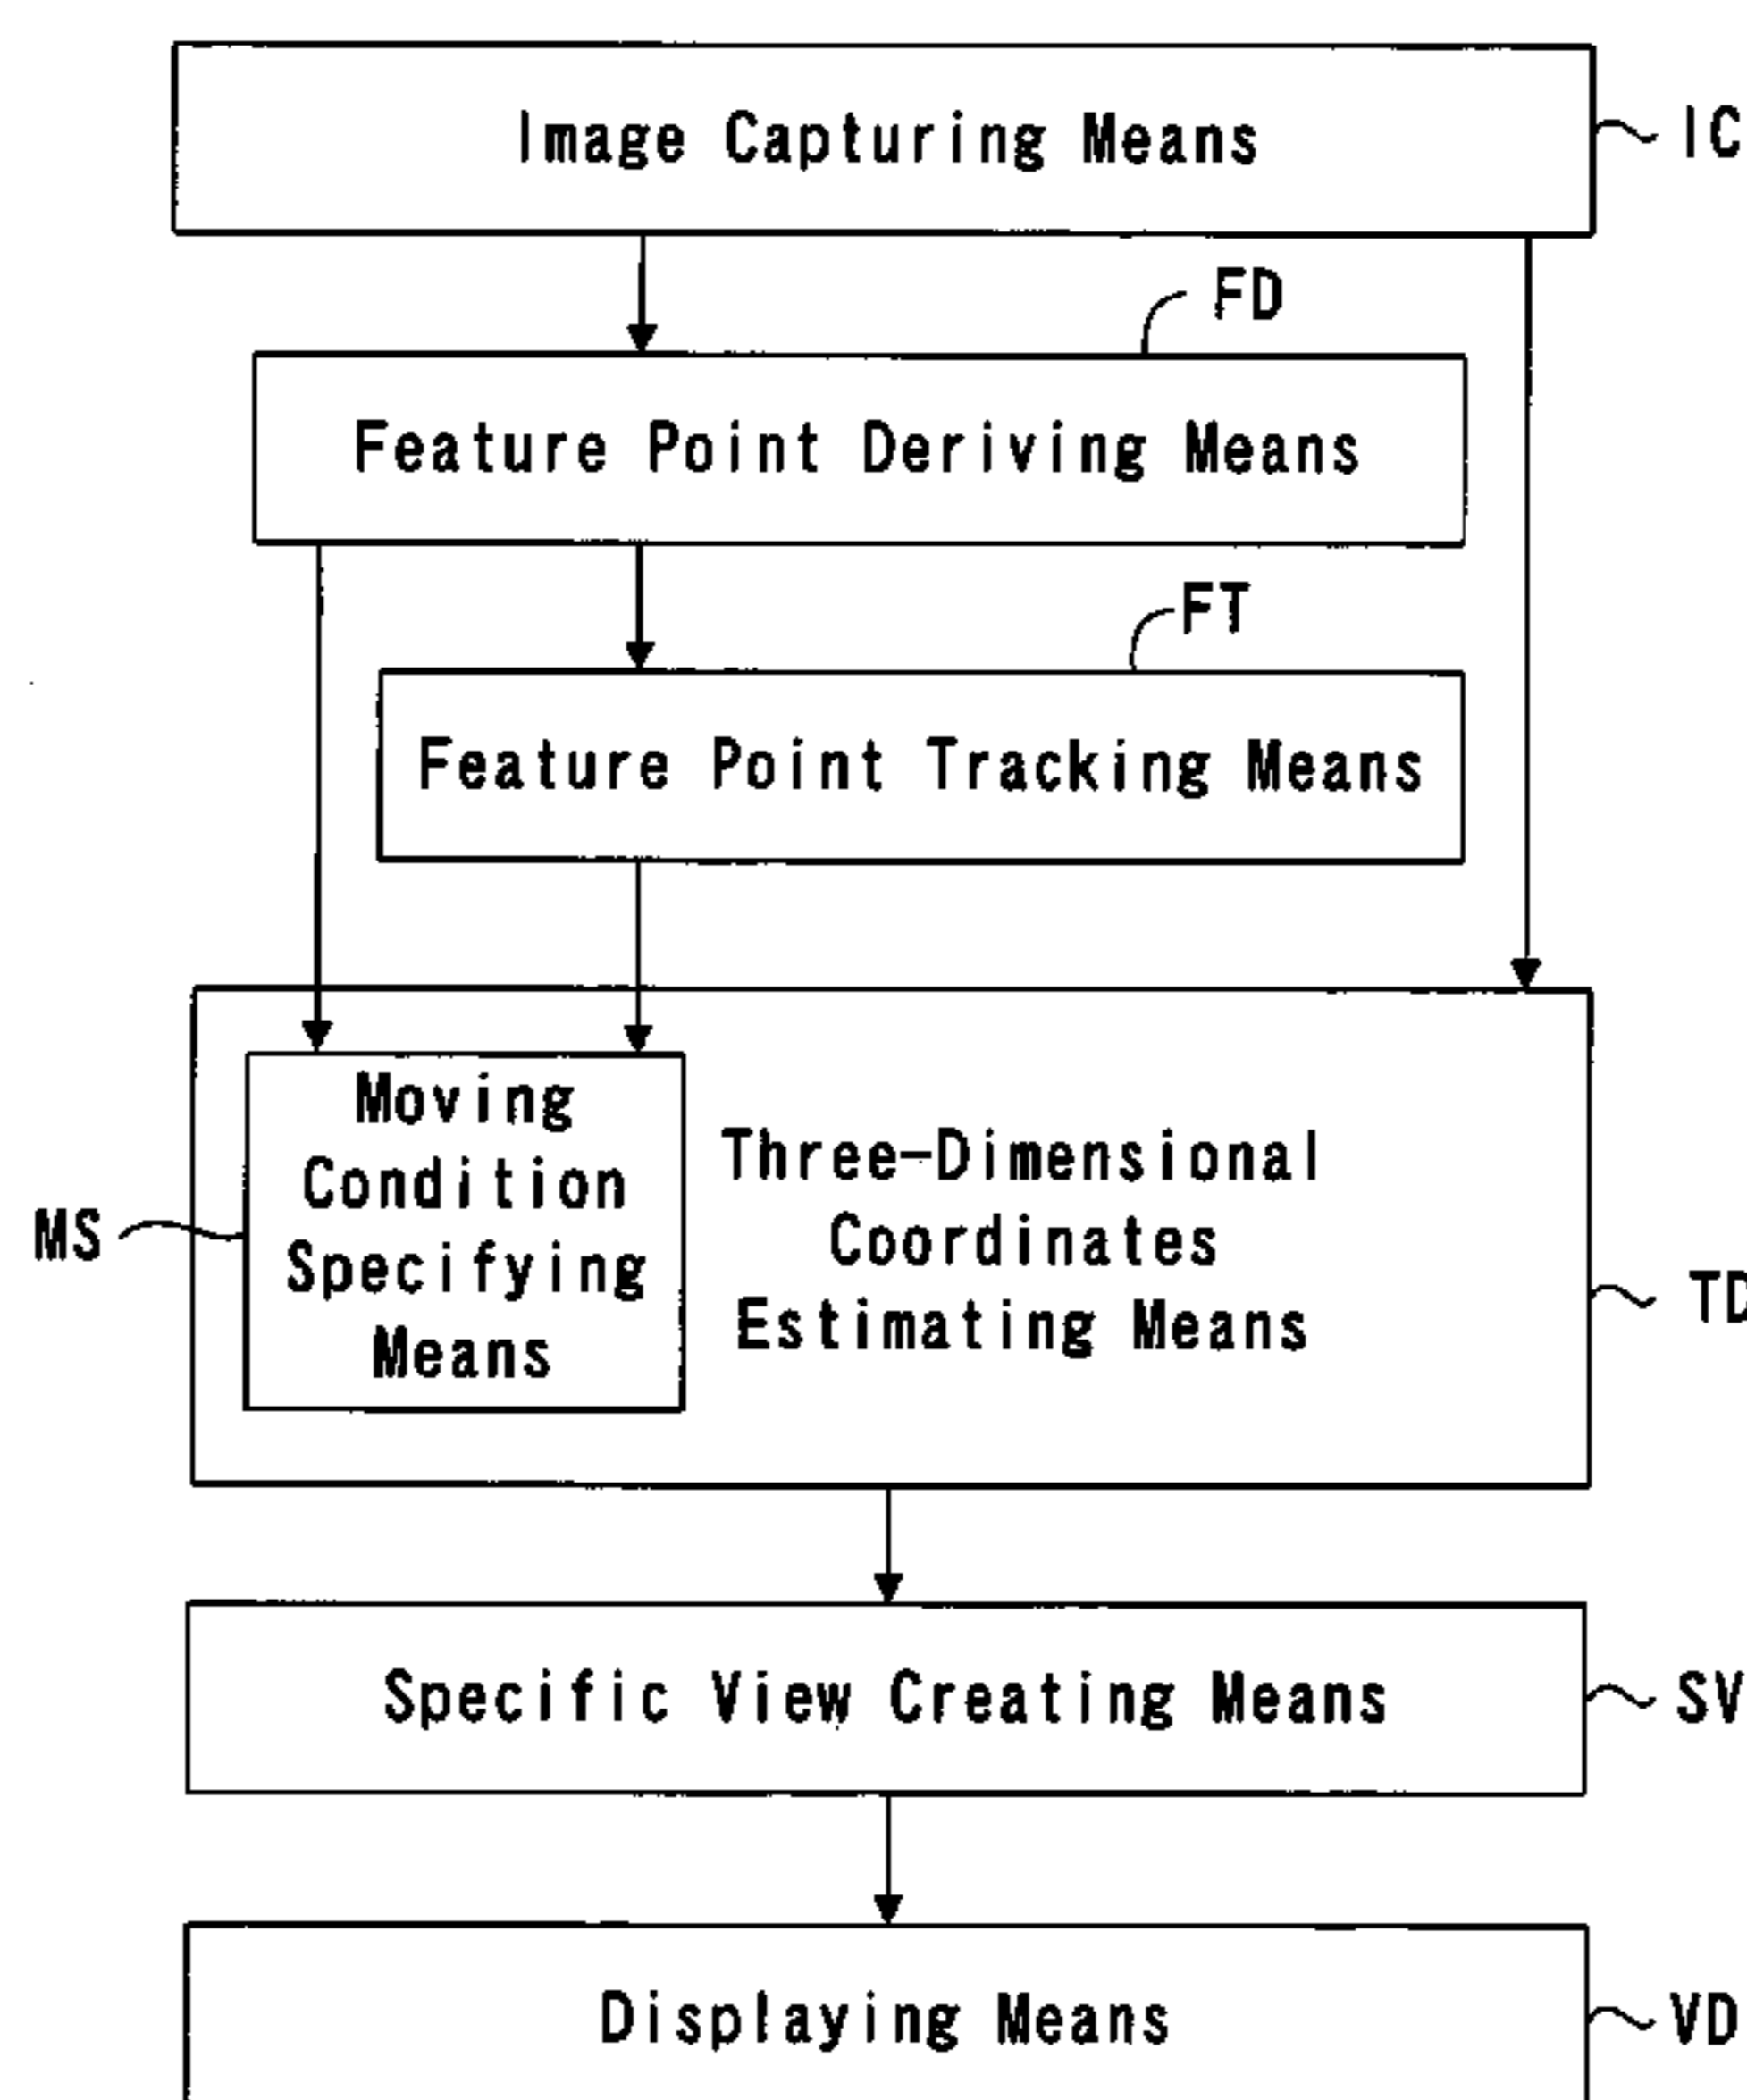 Image Capturing Means
IC
FD
Feature Point Deriving Means
FT
Feature Point Tracking Means
Moving
Condition
Specifying
Means
MS
Three-Dimensional
Coordinates
Estimating Means
TD
Specific View Creating Means
SV
Displaying Means
VD